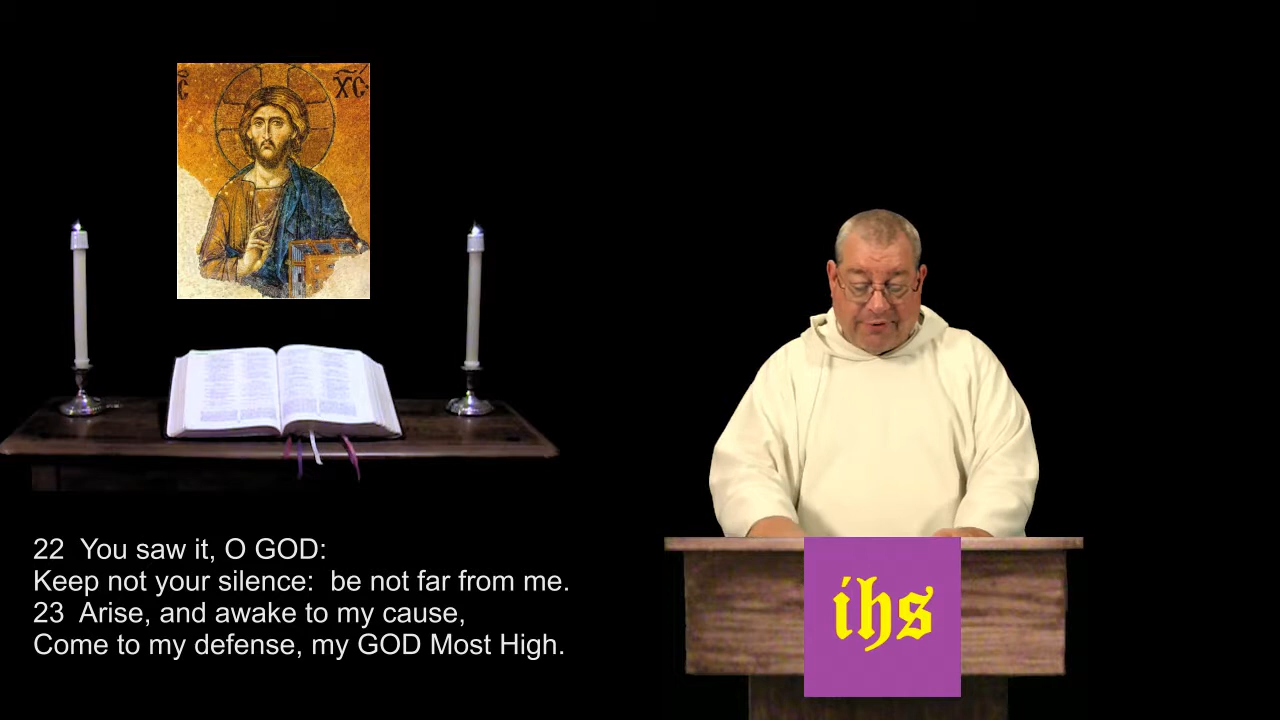 C
XC
22  You saw it, O GOD:
Keep not your silence:  be not far from me.
23  Arise, and awake to my cause,
Come to my defense, my GOD Most High.
ihs